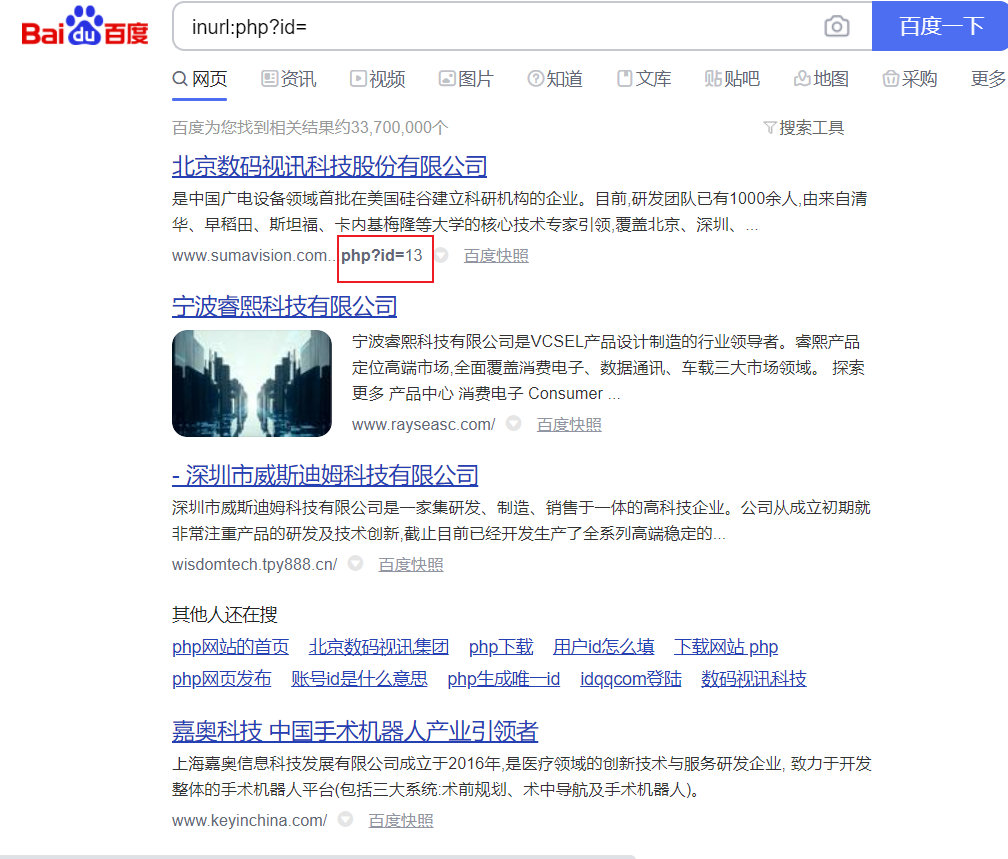 Bai du 百度
inurl:php?id=
百度一下
网页 资讯 视频 图片 知道 文库 贴吧 地图 采购 更多
百度为您找到相关结果约33,700,000个
搜索工具
北京数码视讯科技股份有限公司
是中国广电设备领域首批在美国硅谷建立科研机构的企业。目前,研发团队已有1000余人,由来自清
华、早稻田、斯坦福、卡内基梅隆等大学的核心技术专家引领,覆盖北京、深圳、...
www.sumavision.com...php?id=13 百度快照
宁波睿熙科技有限公司
宁波睿熙科技有限公司是VCSEL产品设计制造的行业领导者。睿熙产品
定位高端市场,全面覆盖消费电子、数据通讯、车载三大市场领域。 探索
更多 产品中心 消费电子 Consumer ...
www.rayseasc.com/ 百度快照
- 深圳市威斯迪姆科技有限公司
深圳市威斯迪姆科技有限公司是一家集研发、制造、销售于一体的高科技企业。公司从成立初期就
非常注重产品的研发及技术创新,截止目前已经开发生产了全系列高端稳定的...
wisdomtech.tpy888.cn/ 百度快照
其他人还在搜
php网站的首页 北京数码视讯集团 php下载 用户id怎么填 下载网站 php
php网页发布 账号id是什么意思 php生成唯一id idqqcom登陆 数码视讯科技
嘉奥科技 中国手术机器人产业引领者
上海嘉奥信息科技发展有限公司成立于2016年,是医疗领域的创新技术与服务研发企业, 致力于开发
整体的手术机器人平台(包括三大系统:术前规划、术中导航及手术机器人)。
www.keyinchina.com/ 百度快照